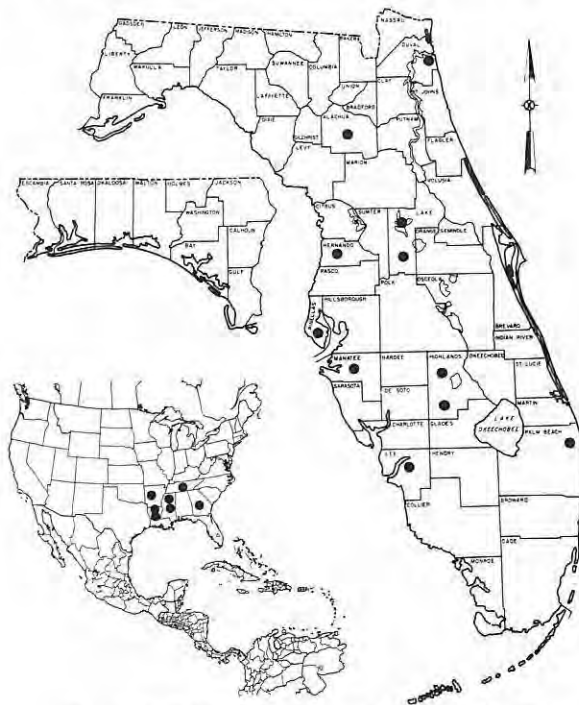 NASSAU
GADSDEN
LEON
JEFFERSON
MADISON
HAMILTON
BAKER
DUVAL
LIBERTY
WAKULLA
TAYLOR
SUWANNEE
COLUMBIA
UNION
CLAY
ST. JOHNS
BRADFORD
FRANKLIN
LAFAYETTE
DIXIE
GILCHRIST
ALACHUA
PUTNAM
LEVY
FLAGLER
MARION
VOLUSIA
ESCAMBIA
SANTA ROSA
OKALOOSA
WALTON
HOLMES
JACKSON
WASHINGTON
BAY
CALHOUN
GULF
CITRUS
SUMTER
LAKE
HERNANDO
ORANGE
SEMINOLE
PASCO
POLK
OSCEOLA
HILLSBOROUGH
PINELLAS
BREVARD
INDIAN RIVER
MANATEE
HARDEE
HIGHLANDS
OKEECHOBEE
ST. LUCIE
SARASOTA
DE SOTO
MARTIN
CHARLOTTE
GLADES
LAKE
OKEECHOBEE
PALM BEACH
LEE
HENDRY
COLLIER
BROWARD
DADE
MONROE